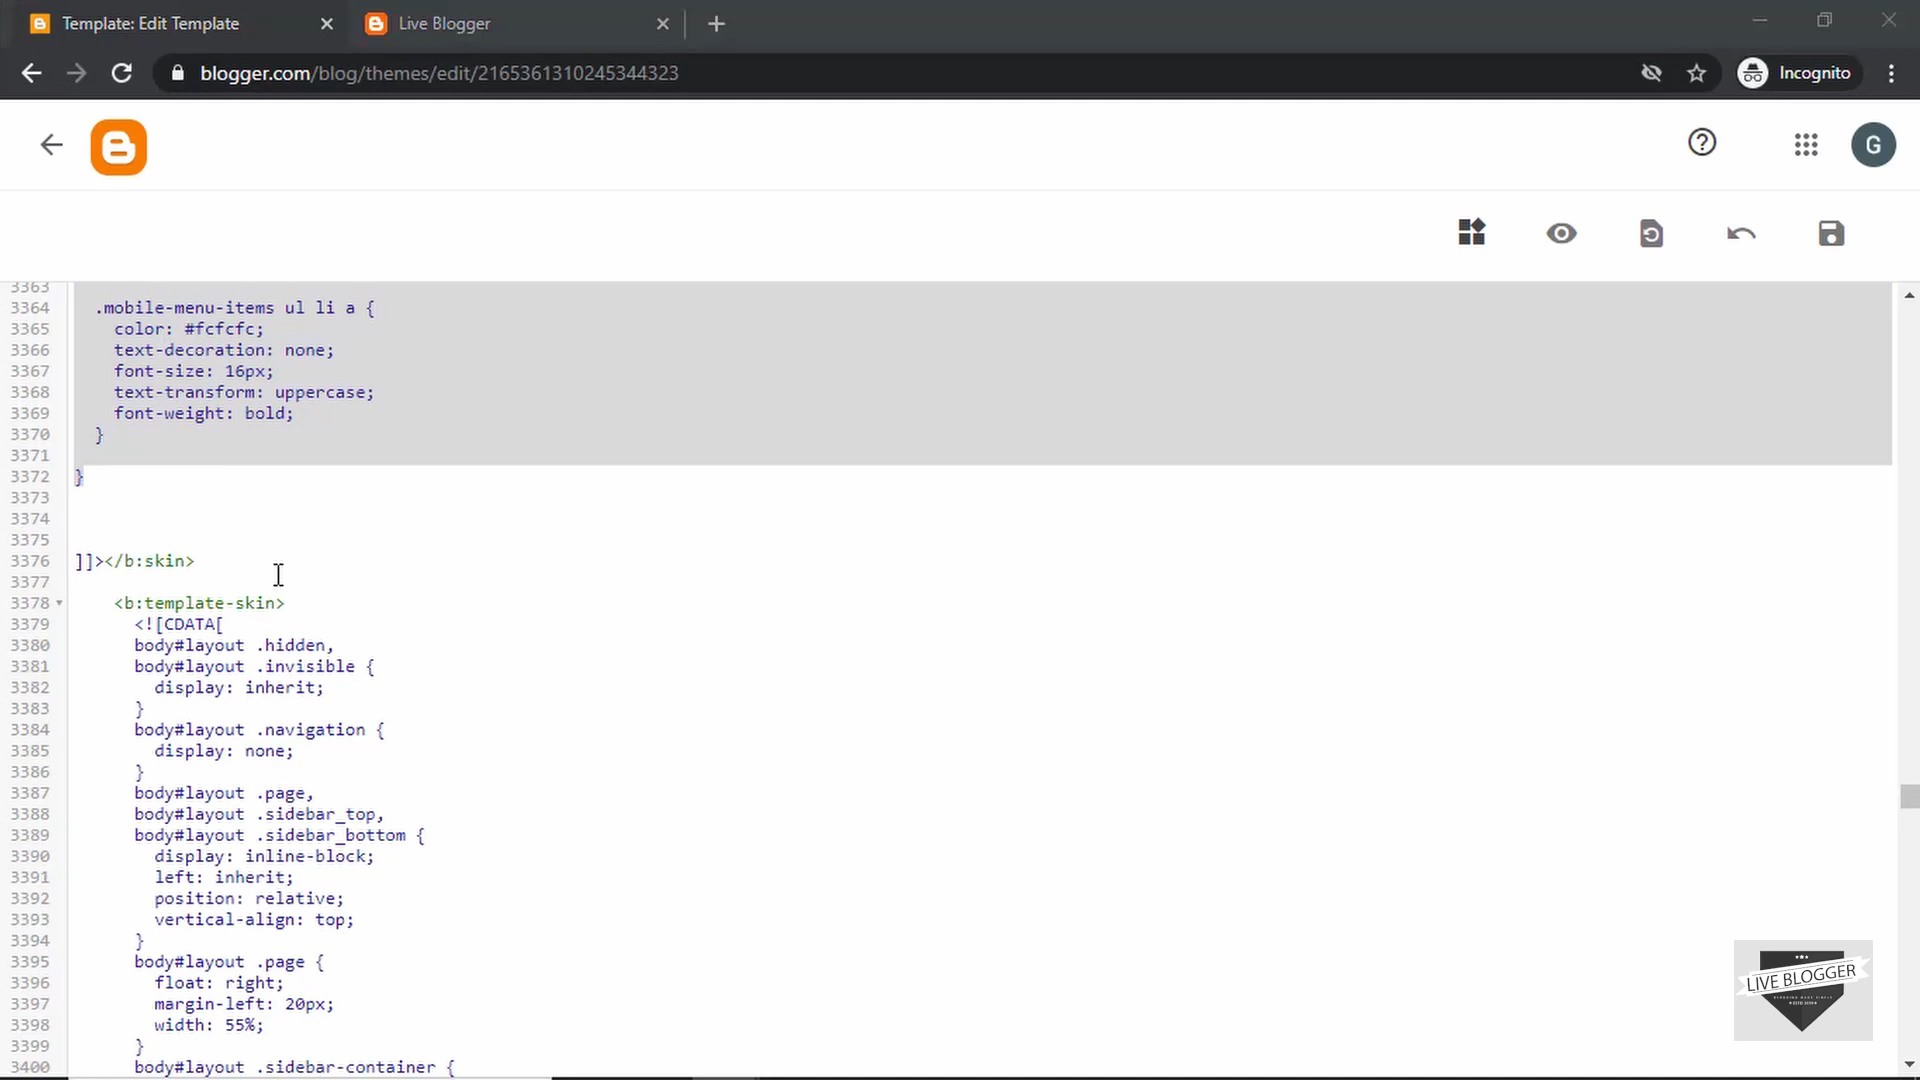 Template: Edit Template
Live Blogger
blogger.com/blog/themes/edit/2165361310245344323
Incognito
G
3363
3364 .mobile-menu-items ul li a {
3365 color: #fcfcfc;
3366 text-decoration: none;
3367 font-size: 16px;
3368 text-transform: uppercase;
3369 font-weight: bold;
3370 }
3371
3372 }
3373
3374
3375
3376 ]]></b:skin>
3377
3378 <b:template-skin>
3379 <![CDATA[
3380 body#layout .hidden,
3381 body#layout .invisible {
3382 display: inherit;
3383 }
3384 body#layout .navigation {
3385 display: none;
3386 }
3387 body#layout .page,
3388 body#layout .sidebar_top,
3389 body#layout .sidebar_bottom {
3390 display: inline-block;
3391 left: inherit;
3392 position: relative;
3393 vertical-align: top;
3394 }
3395 body#layout .page {
3396 float: right;
3397 margin-left: 20px;
3398 width: 55%;
3399 }
3400 body#layout .sidebar-container {
LIVE BLOGGER